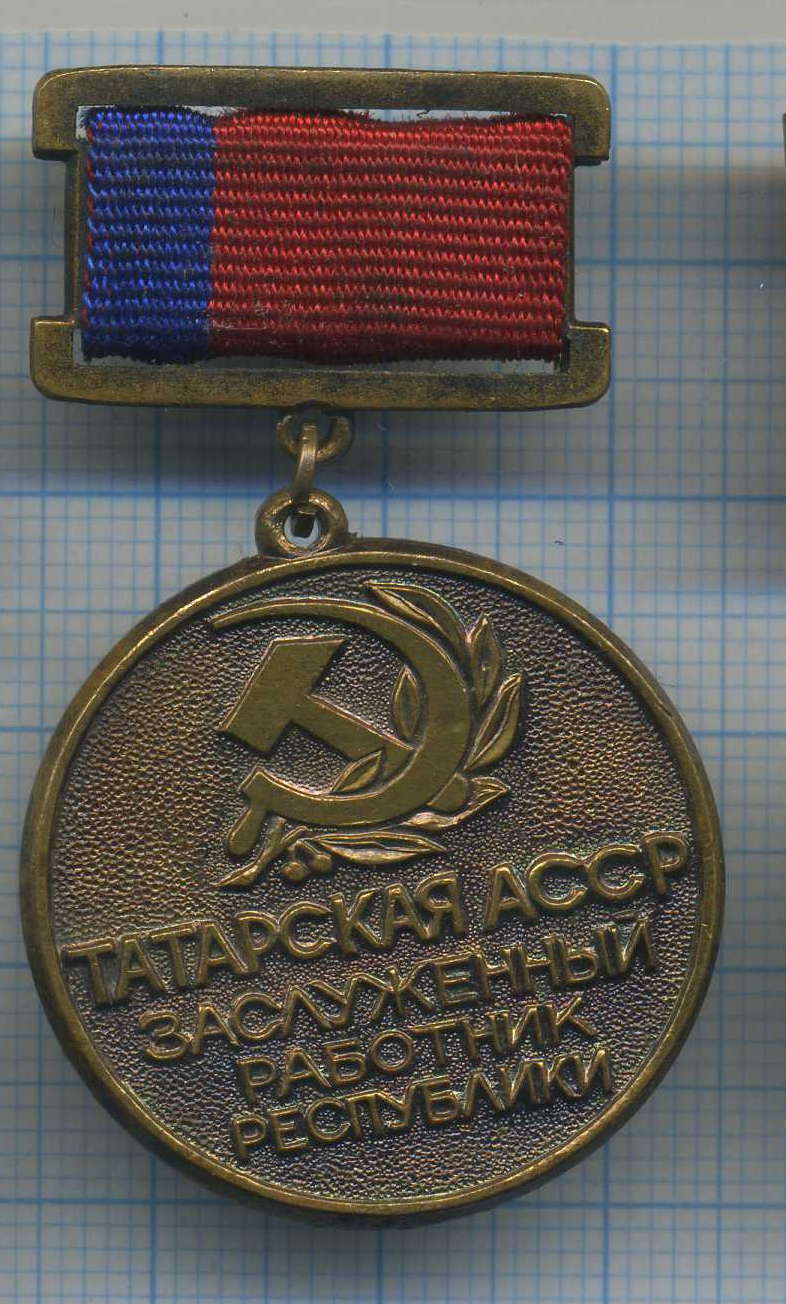 ТАТАРСКАЯ АССР
ЗАСЛУЖЕННЫЙ
РАБОТНИК
РЕСПУБЛИКИ